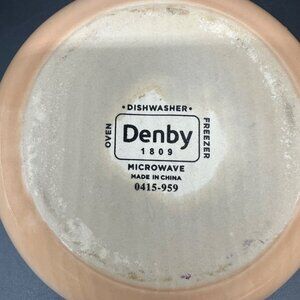 • DISHWASHER •
OVEN
Denby
1809
FREEZER
MICROWAVE
MADE IN CHINA
0415-959